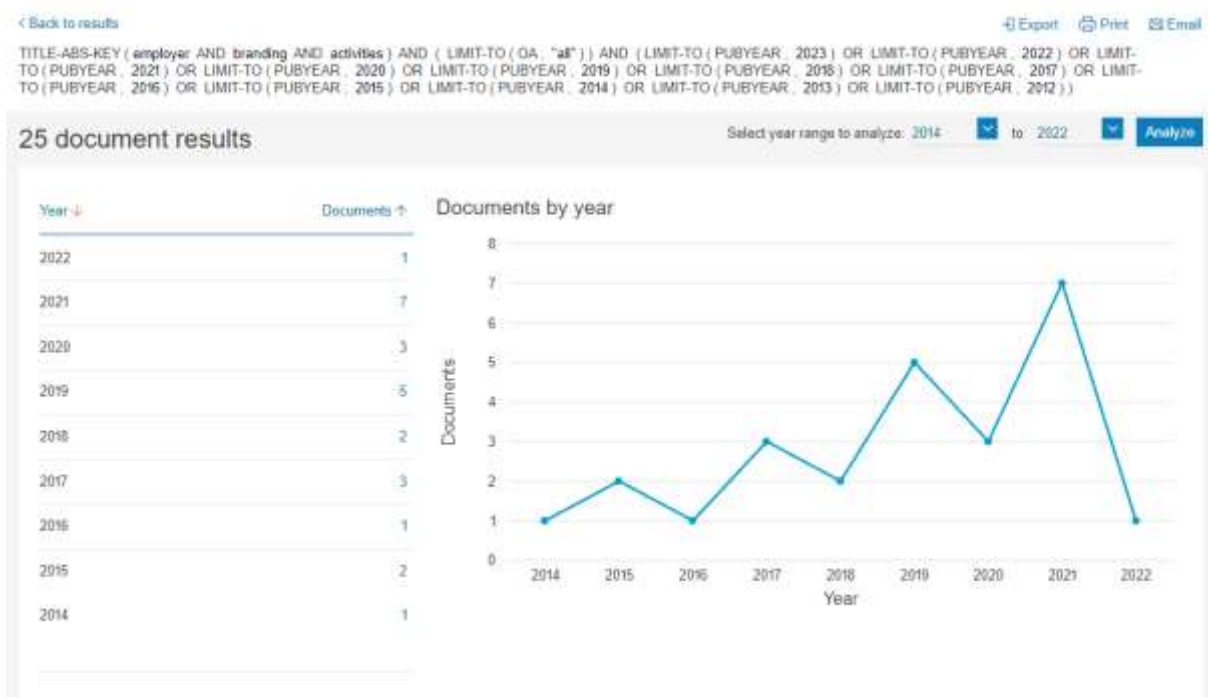 < Back to results
Export Print Email
TITLE-ABS-KEY ( employer AND branding AND activities ) AND ( LIMIT-TO ( OA , "all" ) ) AND ( LIMIT-TO ( PUBYEAR , 2023 ) OR LIMIT-TO ( PUBYEAR , 2022 ) OR LIMIT-
TO ( PUBYEAR , 2021 ) OR LIMIT-TO ( PUBYEAR , 2020 ) OR LIMIT-TO ( PUBYEAR , 2019 ) OR LIMIT-TO ( PUBYEAR , 2018 ) OR LIMIT-TO ( PUBYEAR , 2017 ) OR LIMIT-
TO ( PUBYEAR , 2016 ) OR LIMIT-TO ( PUBYEAR , 2015 ) OR LIMIT-TO ( PUBYEAR , 2014 ) OR LIMIT-TO ( PUBYEAR , 2013 ) OR LIMIT-TO ( PUBYEAR , 2012 ) )
25 document results
Select year range to analyze: 2014 to 2022 Analyze
Year ↓ Documents ↑
2022 1
2021 7
2020 3
2019 5
2018 2
2017 3
2016 1
2015 2
2014 1
Documents by year
8
7
6
5
4
3
2
1
0
Documents
2014 2015 2016 2017 2018 2019 2020 2021 2022
Year